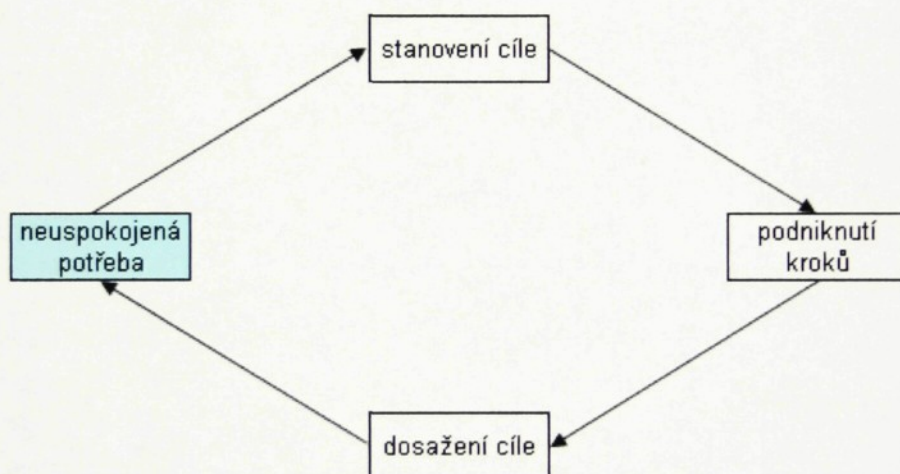 stanovení cíle
neuspokojená
potřeba
podniknutí
kroků
dosažení cíle